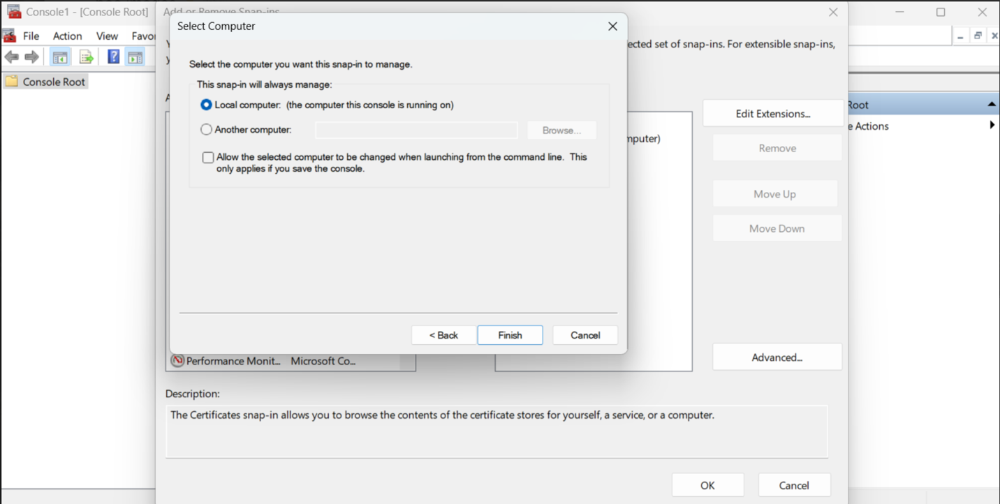 Console1 - [Console Root]
Add or Remove Snap-ins
File Action View Favor
Console Root
Select Computer
ected set of snap-ins. For extensible snap-ins,
Select the computer you want this snap-in to manage.
This snap-in will always manage:
Local computer: (the computer this console is running on)
Another computer:
Browse...
Allow the selected computer to be changed when launching from the command line. This
only applies if you save the console.
< Back
Finish
Cancel
mputer)
Edit Extensions...
Remove
Move Up
Move Down
Advanced...
Performance Monit... Microsoft Co...
Description:
The Certificates snap-in allows you to browse the contents of the certificate stores for yourself, a service, or a computer.
OK
Cancel
Root
e Actions